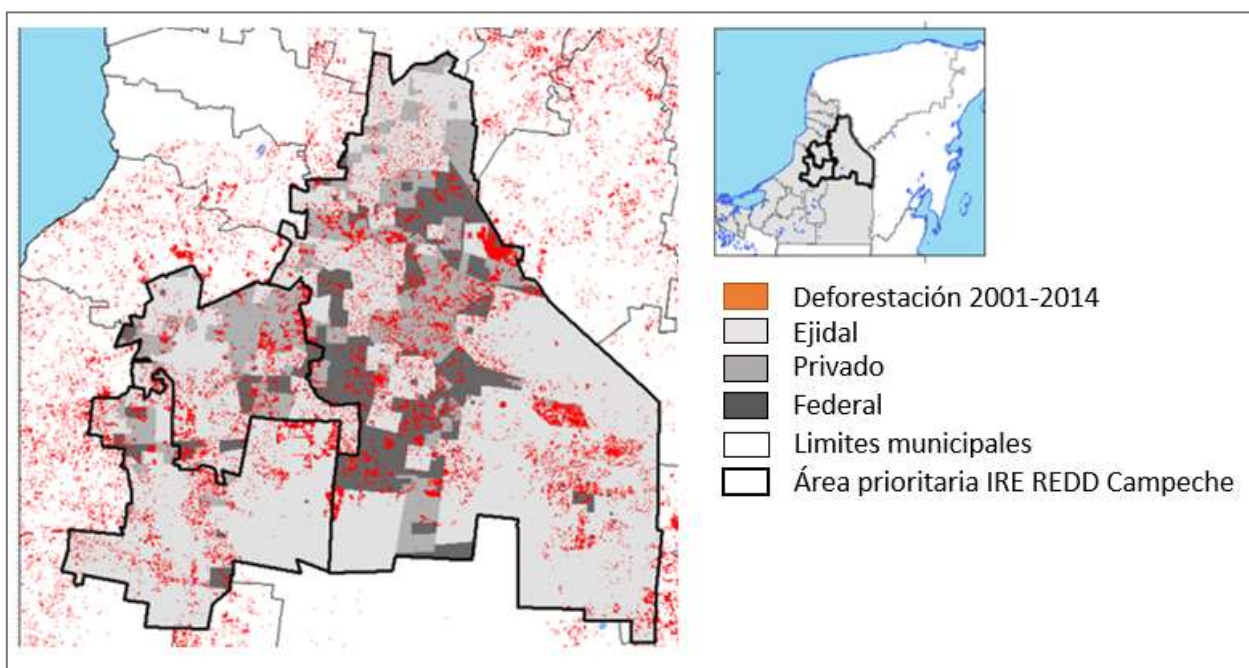 Deforestación 2001-2014
Ejidal
Privado
Federal
Limites municipales
Área prioritaria IRE REDD Campeche